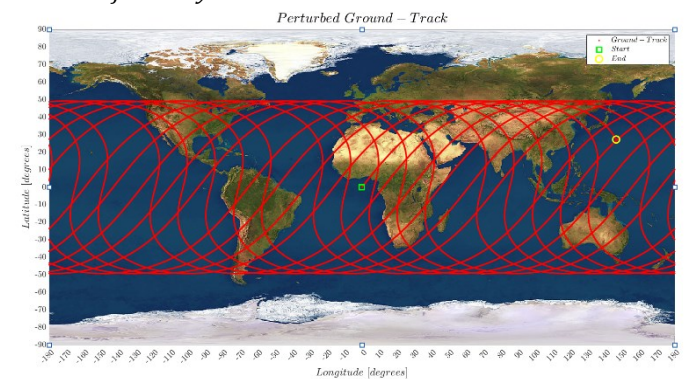 Perturbed Ground − Track
Ground − Track
Start
End
90
80
70
60
50
40
30
20
10
0
-10
-20
-30
-40
-50
-60
-70
-80
-90
Latitude [degrees]
-190 -170 -160 -150 -140 -130 -120 -110 -100 -90 -80 -70 -60 -50 -40 -30 -20 -10 0 10 20 30 40 50 60 70 80 90 100 110 120 130 140 150 160 170 180
Longitude [degrees]